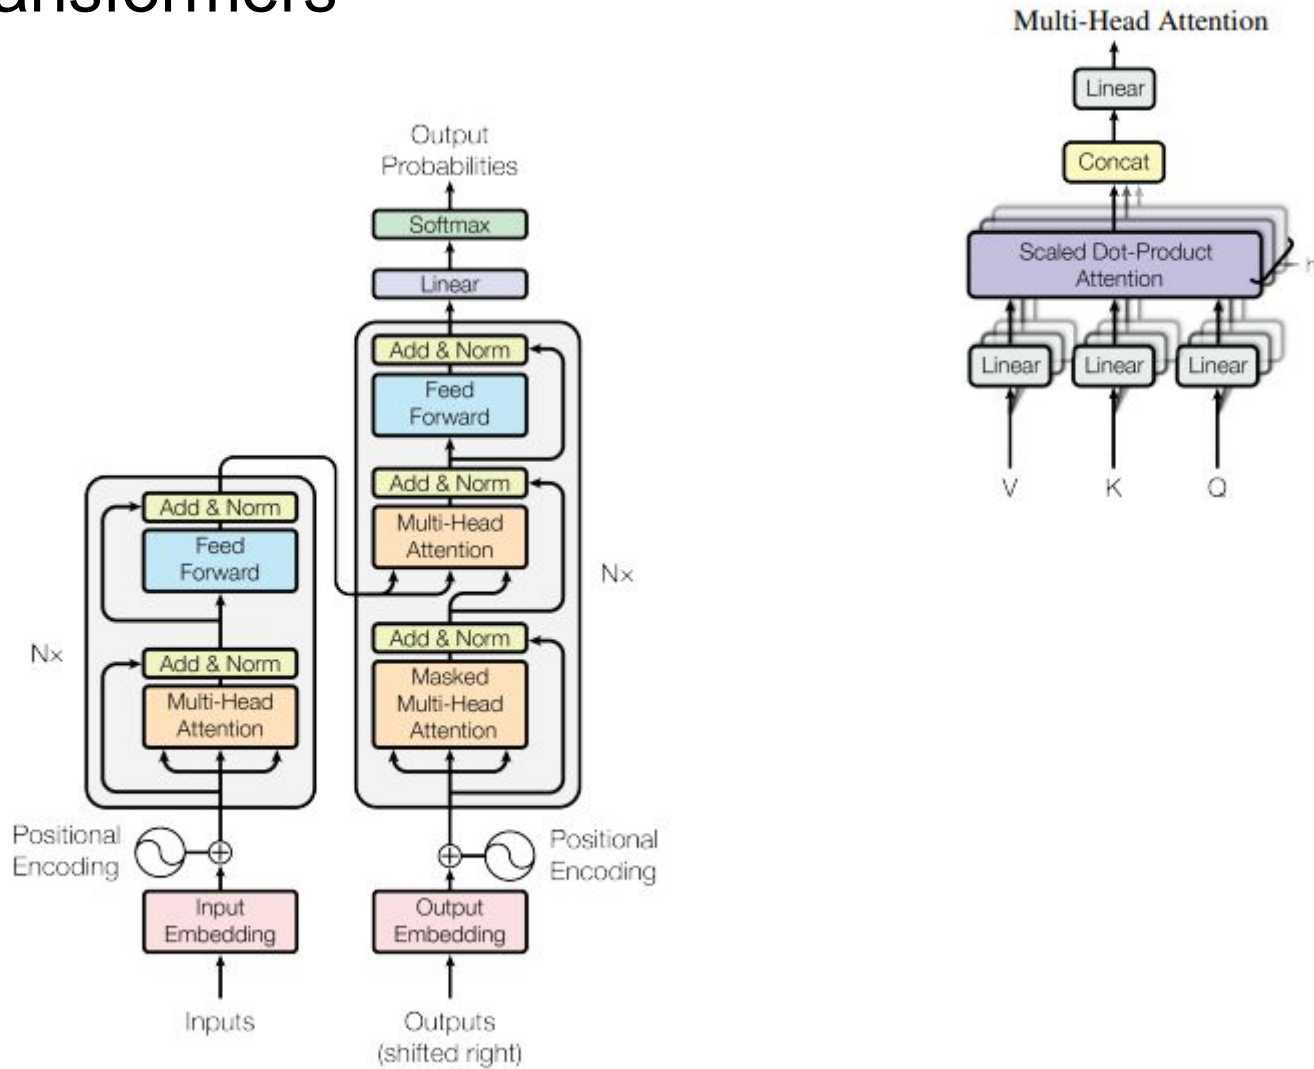 Multi-Head Attention
Linear
Concat
Scaled Dot-Product
Attention
Linear
Linear
Linear
V
K
Q
Output
Probabilities
Softmax
Linear
Add & Norm
Feed
Forward
Add & Norm
Multi-Head
Attention
Nx
Add & Norm
Masked
Multi-Head
Attention
Add & Norm
Feed
Forward
Nx
Add & Norm
Multi-Head
Attention
Positional
Encoding
Positional
Encoding
Input
Embedding
Output
Embedding
Inputs
Outputs
(shifted right)